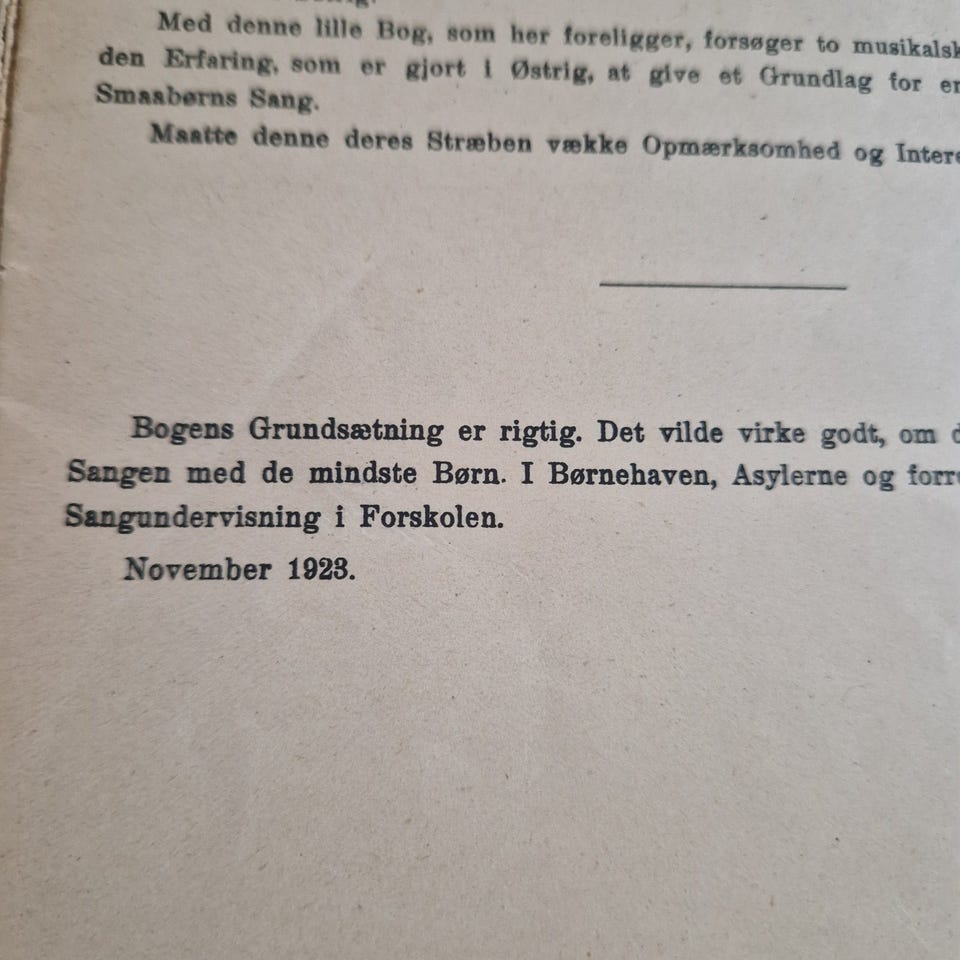 Med denne lille Bog, som her foreligger, forsøger to musikalsk
den Erfaring, som er gjort i Østrig, at give et Grundlag for en
Smaabørns Sang.
Maatte denne deres Stræben vække Opmærksomhed og Intere
Bogens Grundsætning er rigtig. Det vilde virke godt, om d
Sangen med de mindste Børn. I Børnehaven, Asylerne og forre
Sangundervisning i Forskolen.
November 1923.